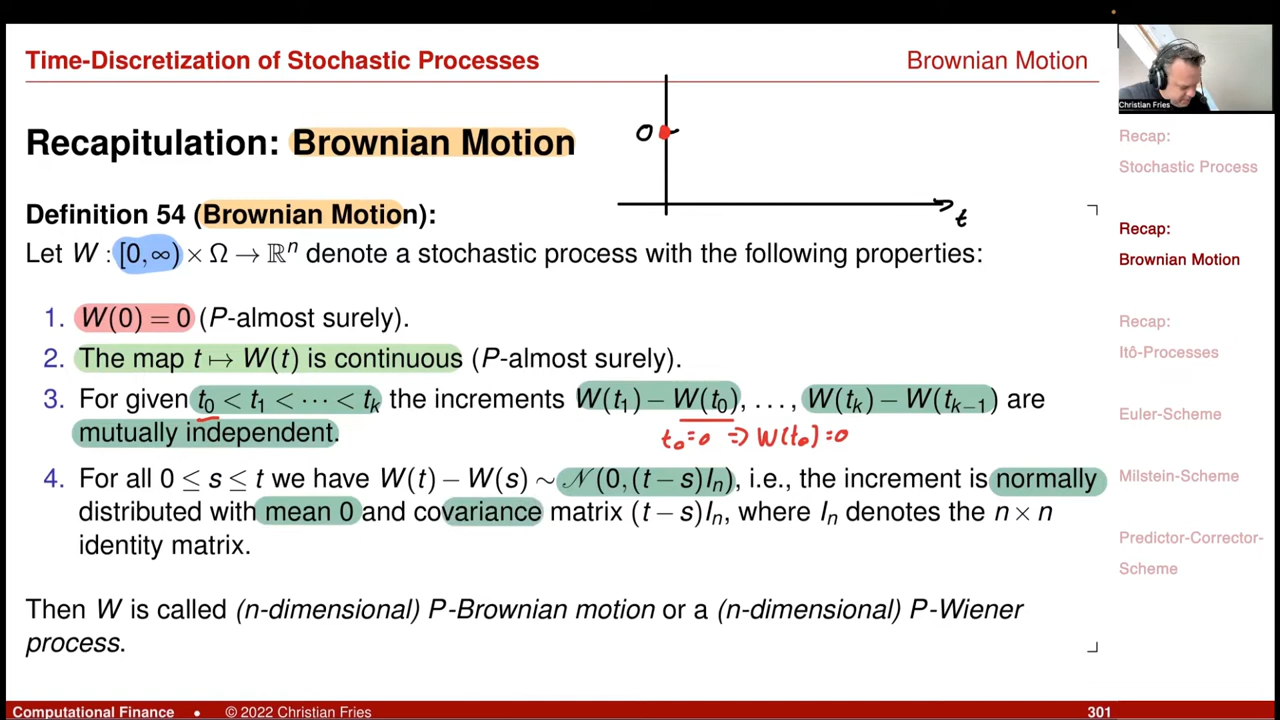 Time-Discretization of Stochastic Processes
Brownian Motion
Christian Fries
Recapitulation: Brownian Motion
0
t
Definition 54 (Brownian Motion):
Let W : [0,∞) × Ω → ℝⁿ denote a stochastic process with the following properties:
1. W(0) = 0 (P-almost surely).
2. The map t ↦ W(t) is continuous (P-almost surely).
3. For given t₀ < t₁ < ⋯ < tₖ the increments W(t₁) − W(t₀), …, W(tₖ) − W(tₖ₋₁) are
mutually independent.
t₀=0 ⇒ W(t₀)=0
4. For all 0 ≤ s ≤ t we have W(t) − W(s) ∼ 𝒩(0,(t−s)Iₙ), i.e., the increment is normally
distributed with mean 0 and covariance matrix (t−s)Iₙ, where Iₙ denotes the n × n
identity matrix.
Then W is called (n-dimensional) P-Brownian motion or a (n-dimensional) P-Wiener
process.
Recap:
Stochastic Process
Recap:
Brownian Motion
Recap:
Itô-Processes
Euler-Scheme
Milstein-Scheme
Predictor-Corrector-
Scheme
Computational Finance • © 2022 Christian Fries
301